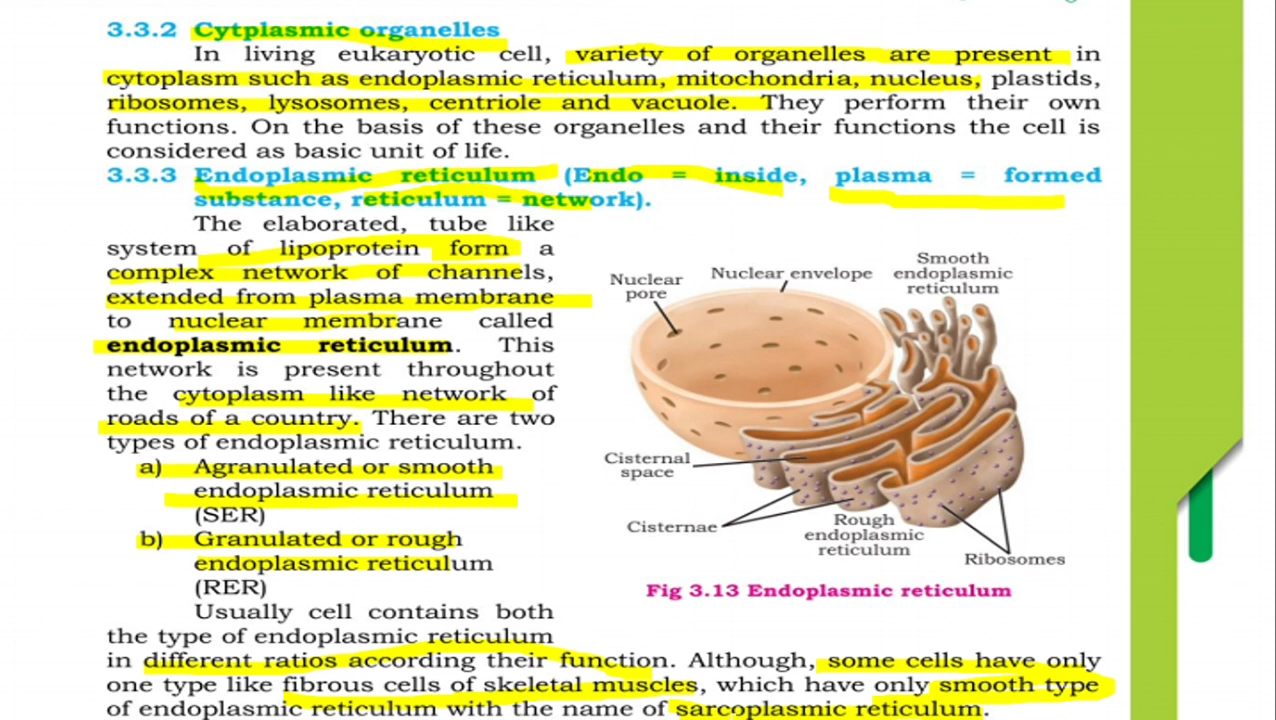 3.3.2 Cytplasmic organelles
In living eukaryotic cell, variety of organelles are present in
cytoplasm such as endoplasmic reticulum, mitochondria, nucleus, plastids,
ribosomes, lysosomes, centriole and vacuole. They perform their own
functions. On the basis of these organelles and their functions the cell is
considered as basic unit of life.
3.3.3 Endoplasmic reticulum (Endo = inside, plasma = formed
substance, reticulum = network).
The elaborated, tube like
system of lipoprotein form a
complex network of channels,
extended from plasma membrane
to nuclear membrane called
endoplasmic reticulum. This
network is present throughout
the cytoplasm like network of
roads of a country. There are two
types of endoplasmic reticulum.
a) Agranulated or smooth
endoplasmic reticulum
(SER)
b) Granulated or rough
endoplasmic reticulum
(RER)
Usually cell contains both
the type of endoplasmic reticulum
in different ratios according their function. Although, some cells have only
one type like fibrous cells of skeletal muscles, which have only smooth type
of endoplasmic reticulum with the name of sarcoplasmic reticulum.
Nuclear
pore
Nuclear envelope
Smooth
endoplasmic
reticulum
Cisternal
space
Cisternae
Rough
endoplasmic
reticulum
Ribosomes
Fig 3.13 Endoplasmic reticulum